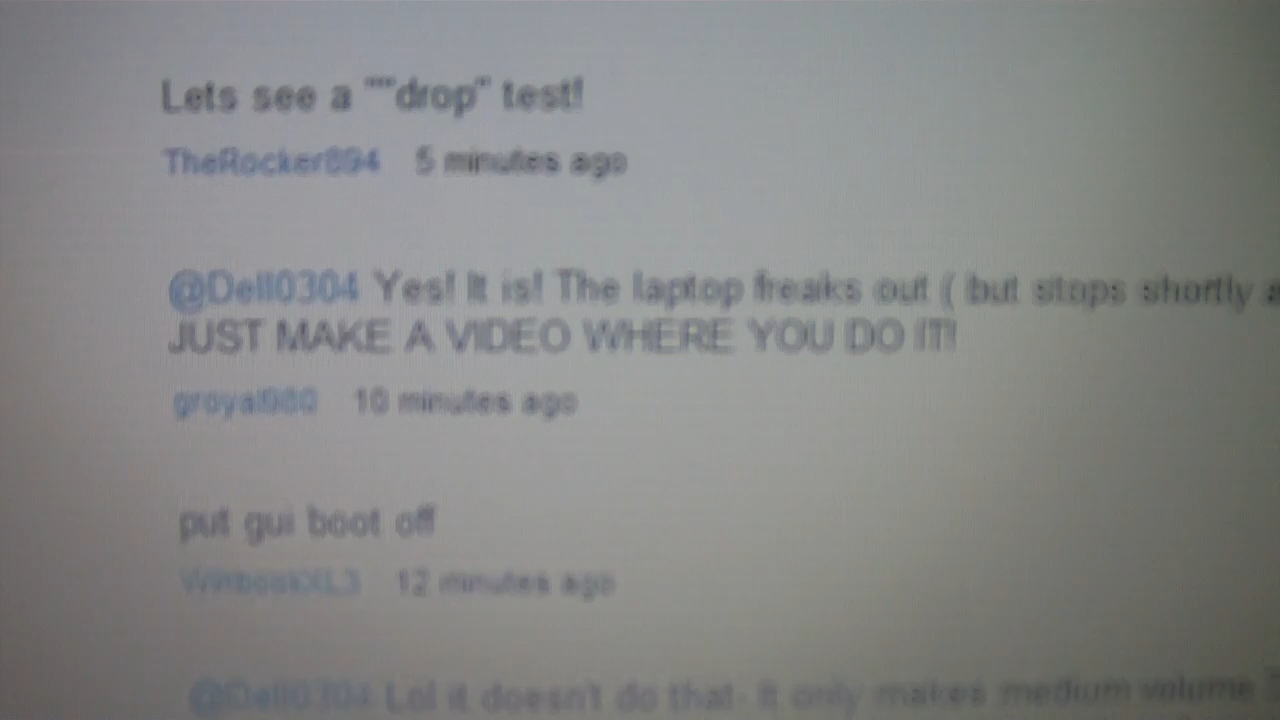 Lets see a """drop" test!
TheRocker894 5 minutes ago
@Dell0304 Yes! It is! The laptop freaks out ( but stops shortly
JUST MAKE A VIDEO WHERE YOU DO IT!
groyal980 10 minutes ago
put gui boot off
WinbookXL3 12 minutes ago
@Dell0304 Lol it doesn't do that- It only makes medium volume